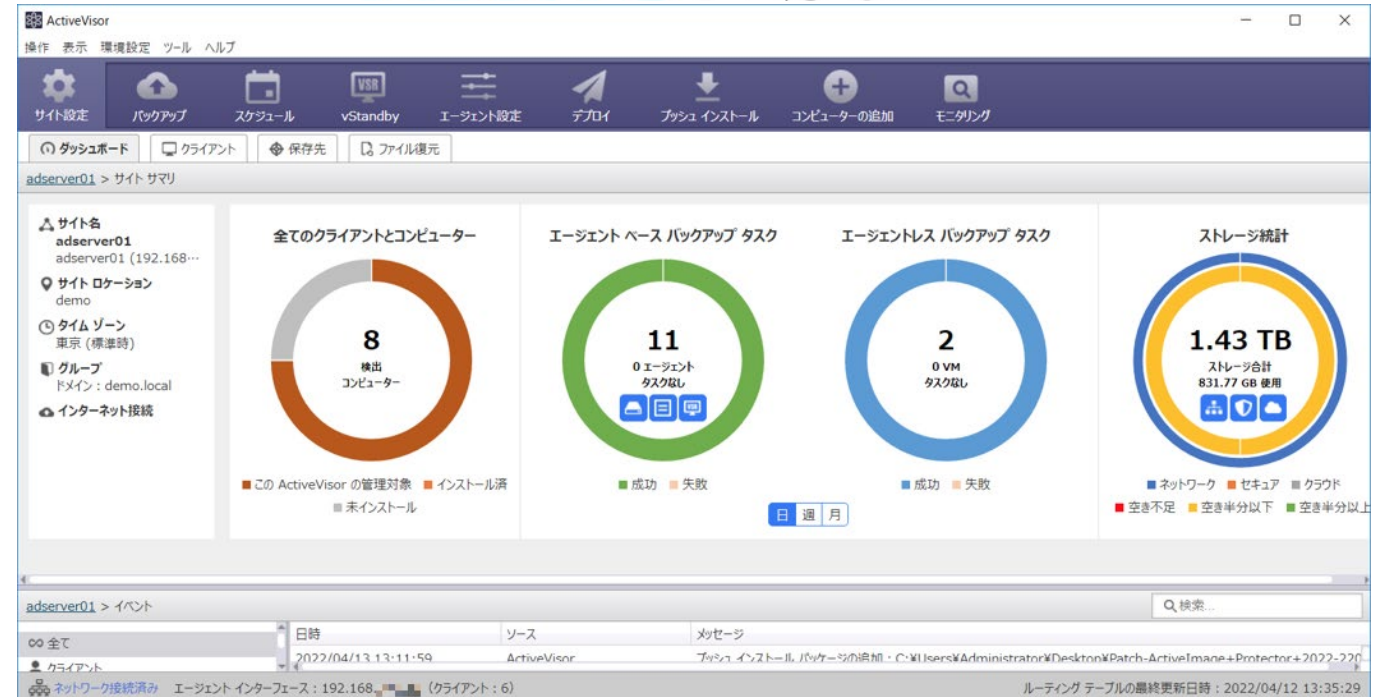 ActiveVisor
操作 表示 環境設定 ツール ヘルプ
サイト設定 バックアップ スケジュール vStandby エージェント設定 デプロイ プッシュ インストール コンピューターの追加 モニタリング
VSR
ダッシュボード クライアント 保存先 ファイル復元
adserver01 > サイト サマリ
サイト名
adserver01
adserver01 (192.168…
サイト ロケーション
demo
タイム ゾーン
東京 (標準時)
グループ
ドメイン : demo.local
インターネット接続
全てのクライアントとコンピューター
8
検出
コンピューター
この ActiveVisor の管理対象 インストール済
未インストール
エージェント ベース バックアップ タスク
11
0 エージェント
タスクなし
成功 失敗
エージェントレス バックアップ タスク
2
0 VM
タスクなし
成功 失敗
日 週 月
ストレージ統計
1.43 TB
ストレージ合計
831.77 GB 使用
ネットワーク セキュア クラウド
空き不足 空き半分以下 空き半分以上
adserver01 > イベント
検索...
全て
クライアント
日時 ソース メッセージ
2022/04/13 13:11:59 ActiveVisor プッシュ インストール パッケージの追加 : C:¥Users¥Administrator¥Desktop¥Patch-ActiveImage+Protector+2022-220
ネットワーク接続済み エージェント インターフェース : 192.168. (クライアント : 6) ルーティング テーブルの最終更新日時 : 2022/04/12 13:35:29